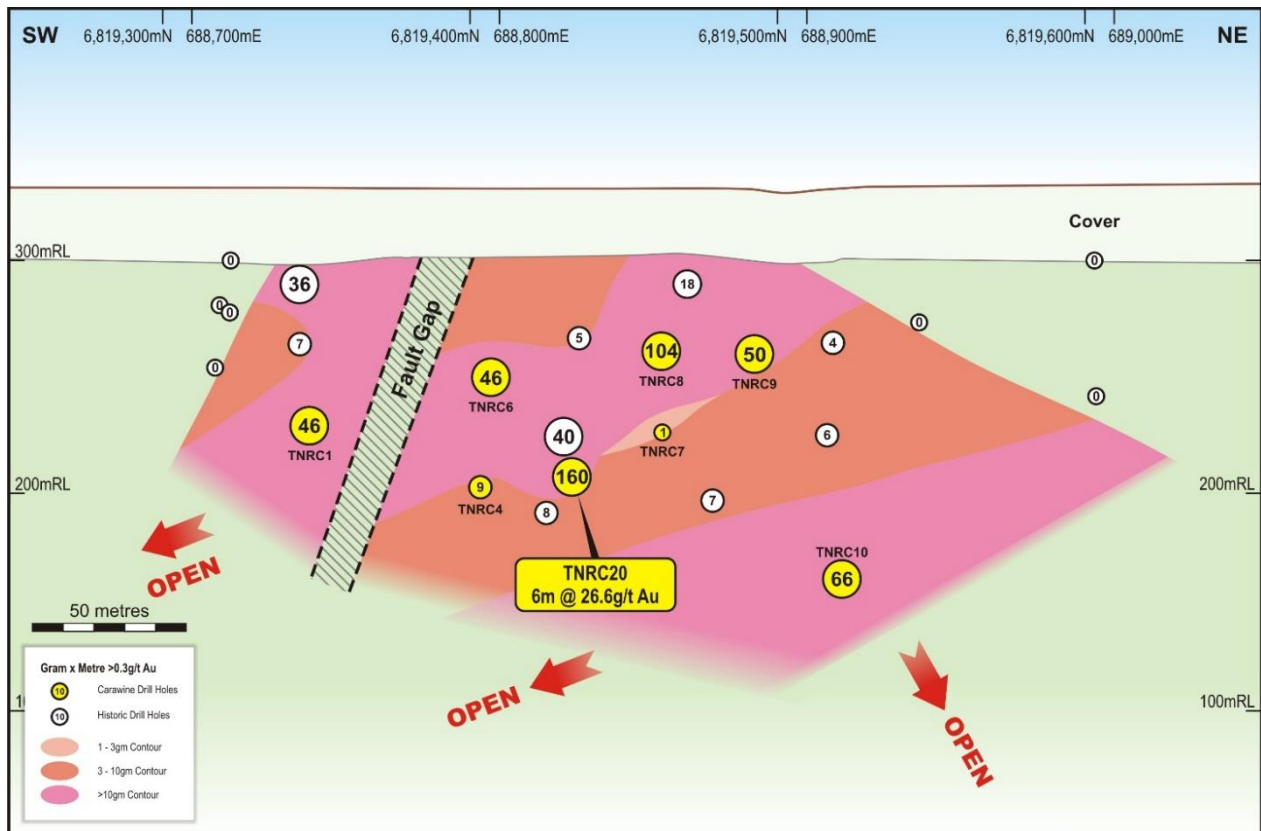 SW
6,819,300mN 688,700mE
6,819,400mN 688,800mE
6,819,500mN 688,900mE
6,819,600mN 689,000mE
NE
Cover
300mRL
0
0
36
18
0
0
0
Fault Gap
5
4
7
104
TNRC8
50
TNRC9
0
46
TNRC6
0
46
TNRC1
40
1
TNRC7
6
160
9
TNRC4
8
7
200mRL
200mRL
TNRC10
66
TNRC20
6m @ 26.6g/t Au
OPEN
OPEN
OPEN
50 metres
100mRL
Gram x Metre >0.3g/t Au
10 Carawine Drill Holes
10 Historic Drill Holes
1 - 3gm Contour
3 - 10gm Contour
>10gm Contour